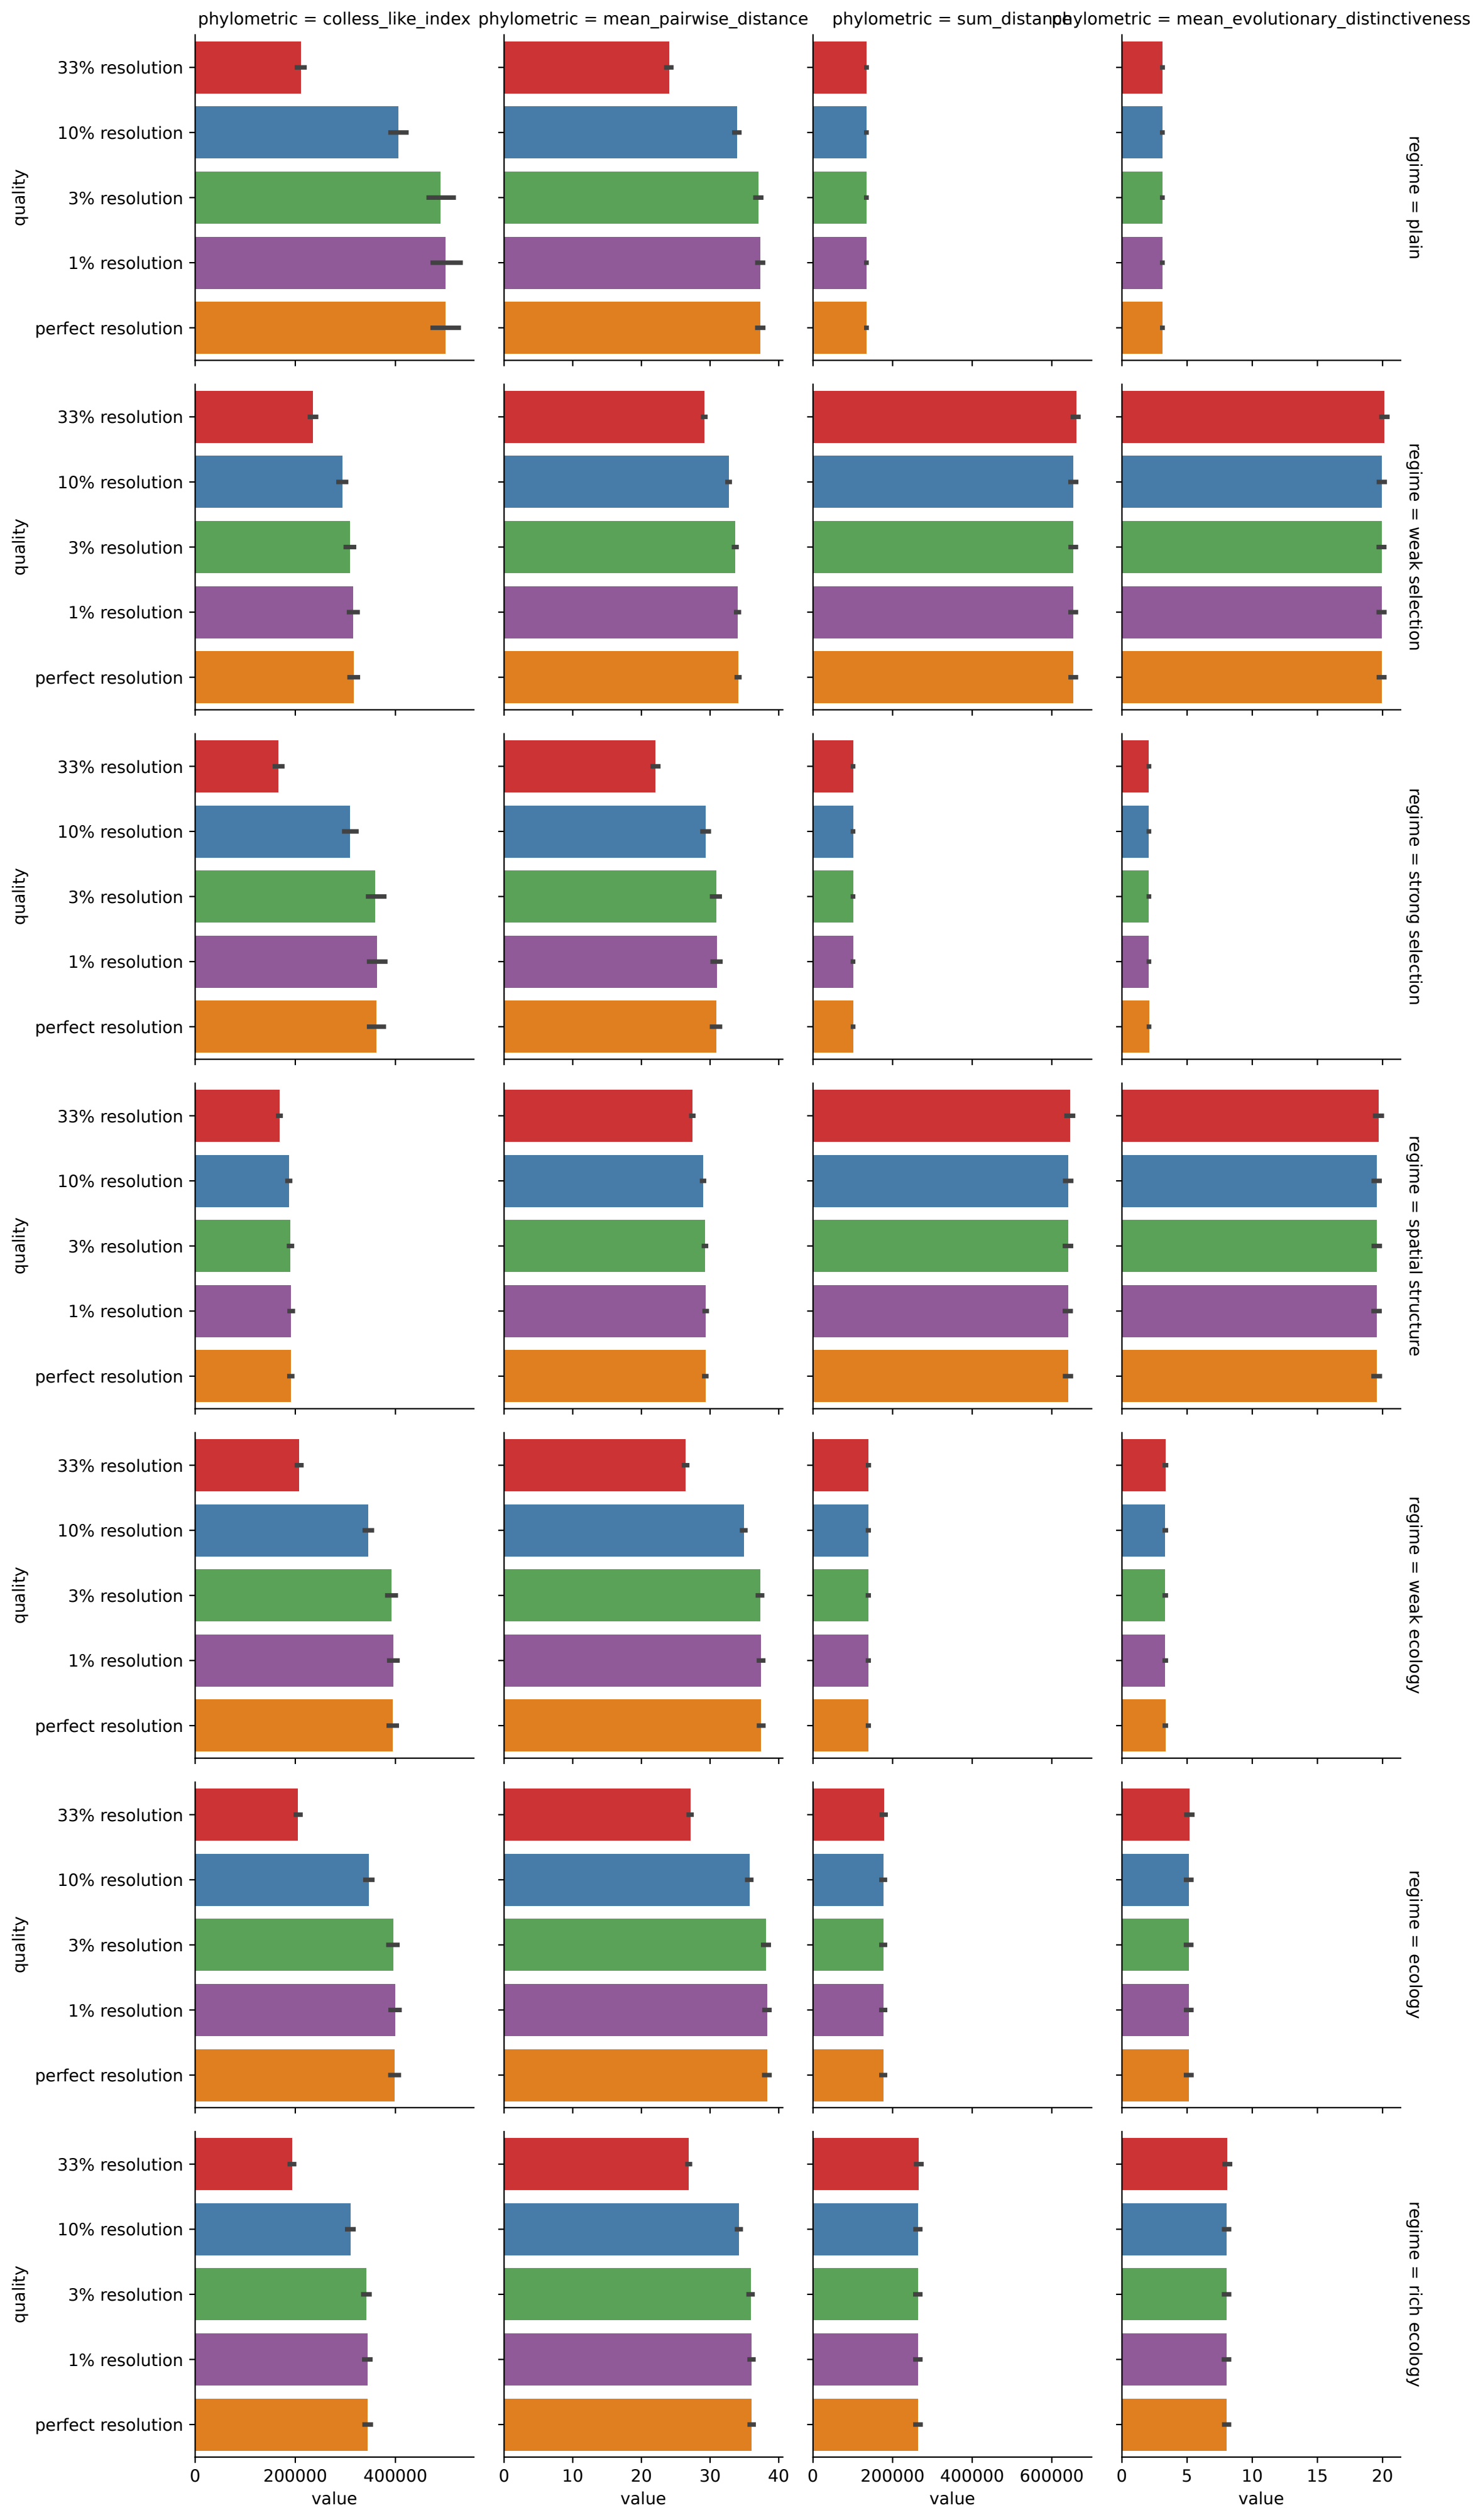 phylometric = colless_like_index
phylometric = mean_pairwise_distance
phylometric = sum_distance
phylometric = mean_evolutionary_distinctiveness
33% resolution
10% resolution
3% resolution
1% resolution
perfect resolution
quality
regime = plain
33% resolution
10% resolution
3% resolution
1% resolution
perfect resolution
quality
regime = weak selection
33% resolution
10% resolution
3% resolution
1% resolution
perfect resolution
quality
regime = strong selection
33% resolution
10% resolution
3% resolution
1% resolution
perfect resolution
quality
regime = spatial structure
33% resolution
10% resolution
3% resolution
1% resolution
perfect resolution
quality
regime = weak ecology
33% resolution
10% resolution
3% resolution
1% resolution
perfect resolution
quality
regime = ecology
33% resolution
10% resolution
3% resolution
1% resolution
perfect resolution
quality
regime = rich ecology
0 200000 400000
value
0 10 20 30 40
value
0 200000 400000 600000
value
0 5 10 15 20
value